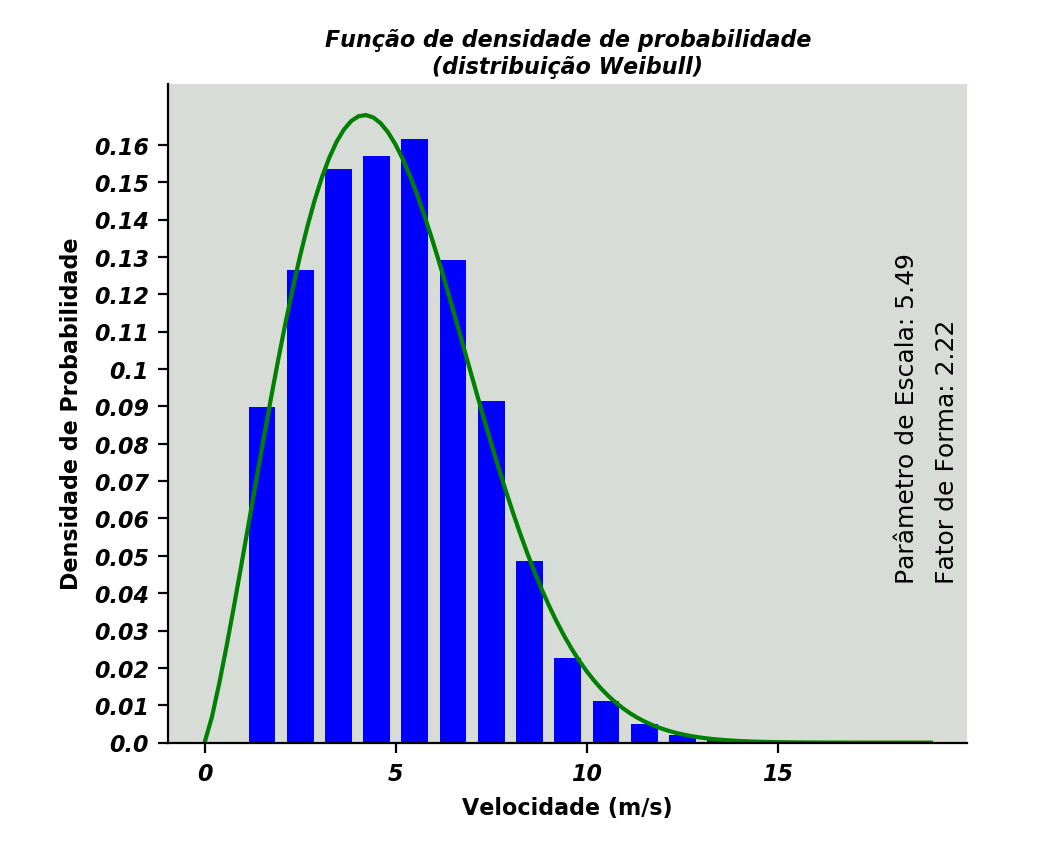 Função de densidade de probabilidade
(distribuição Weibull)
Densidade de Probabilidade
0.16
0.15
0.14
0.13
0.12
0.11
0.1
0.09
0.08
0.07
0.06
0.05
0.04
0.03
0.02
0.01
0.0
0 5 10 15
Velocidade (m/s)
Parâmetro de Escala: 5.49
Fator de Forma: 2.22